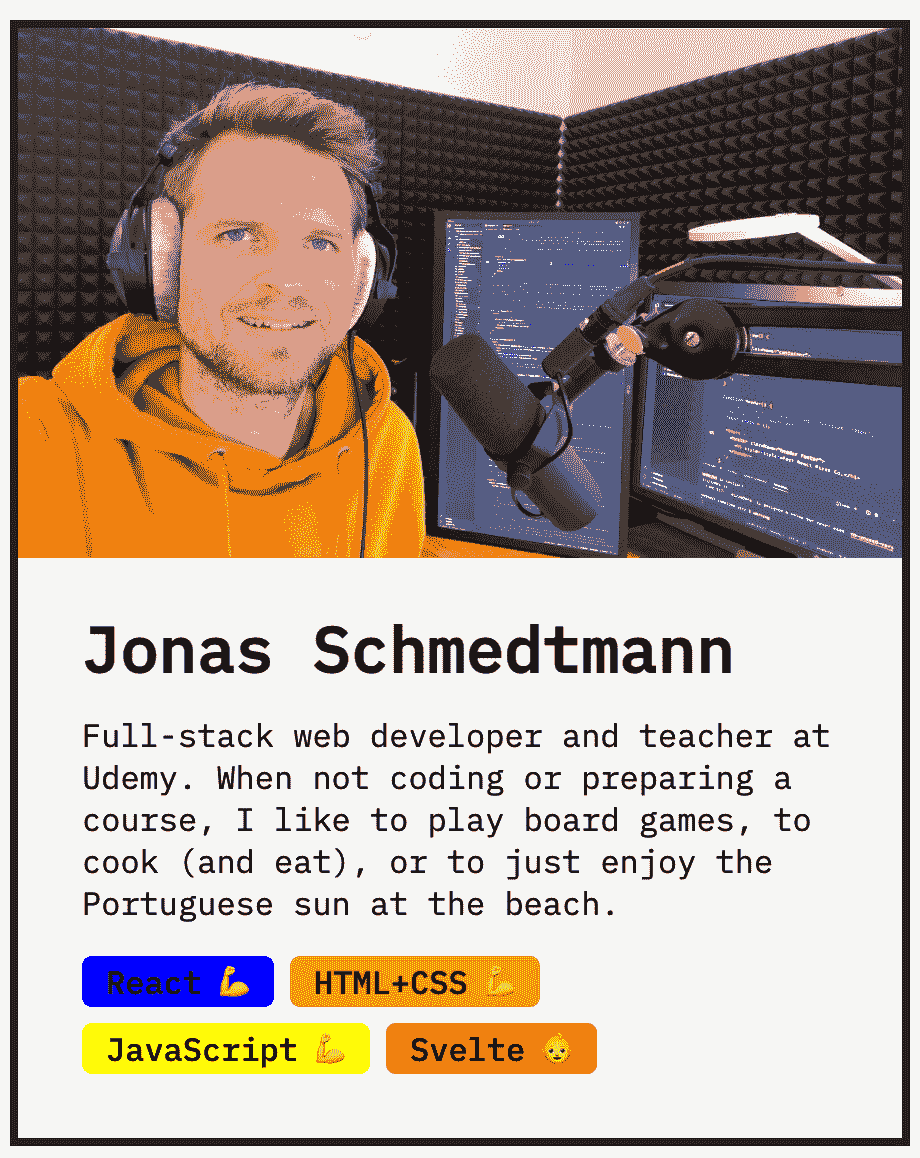 Jonas Schmedtmann
Full-stack web developer and teacher at
Udemy. When not coding or preparing a
course, I like to play board games, to
cook (and eat), or to just enjoy the
Portuguese sun at the beach.
React 💪
HTML+CSS 💪
JavaScript 💪
Svelte 👶